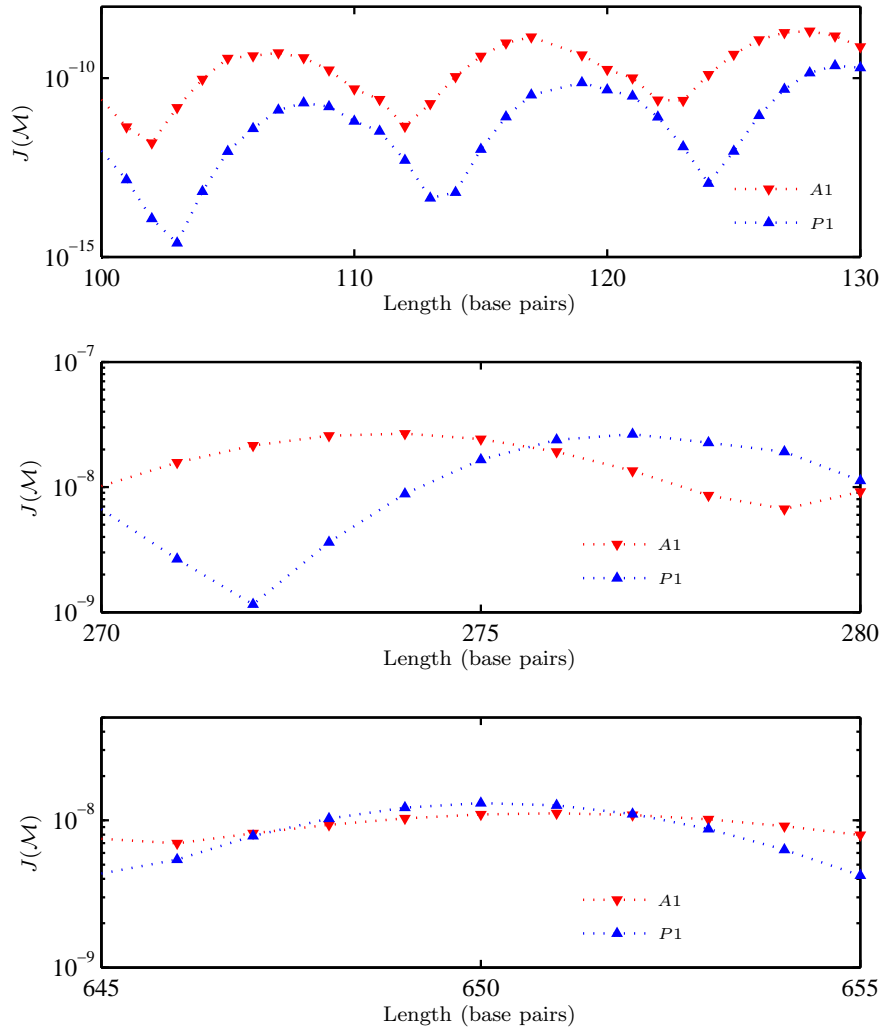 J(M)
10⁻¹⁰
10⁻¹⁵
A1
P1
100 110 120 130
Length (base pairs)
J(M)
10⁻⁷
10⁻⁸
10⁻⁹
A1
P1
270 275 280
Length (base pairs)
J(M)
10⁻⁸
10⁻⁹
A1
P1
645 650 655
Length (base pairs)